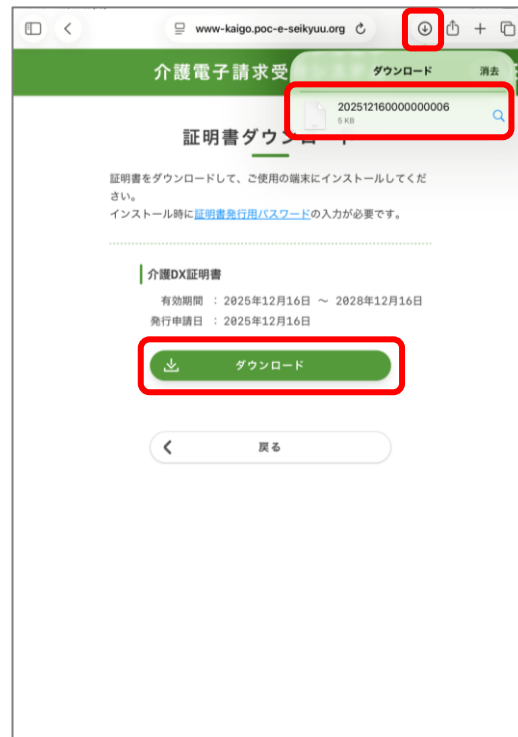 www-kaigo.poc-e-seikyuu.org
介護電子請求受
ダウンロード
消去
202512160000000006
5 KB
証明書ダウンロード
証明書をダウンロードして、ご使用の端末にインストールしてくだ
さい。
インストール時に証明書発行用パスワードの入力が必要です。
介護DX証明書
有効期間 : 2025年12月16日 ～ 2028年12月16日
発行申請日 : 2025年12月16日
ダウンロード
戻る